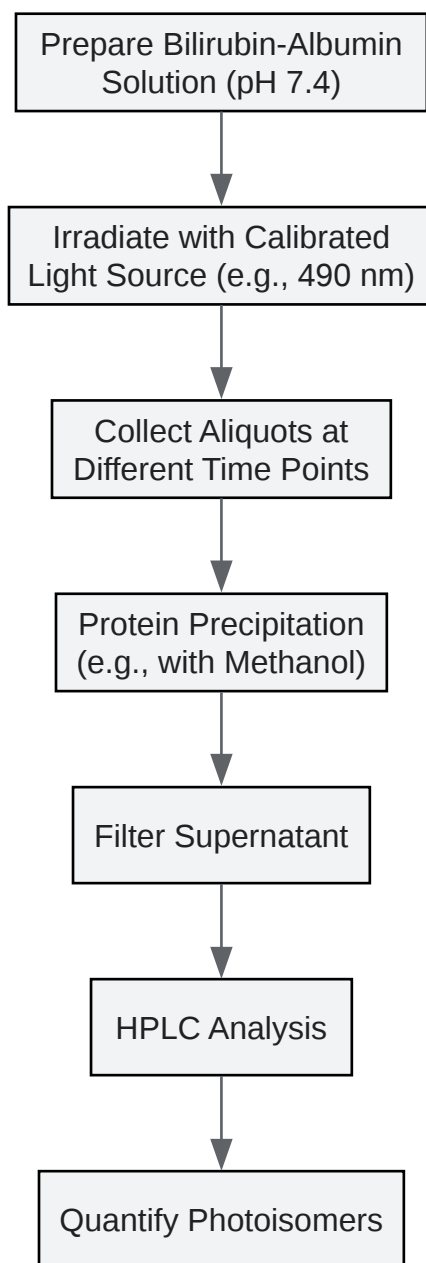 Prepare Bilirubin-Albumin
Solution (pH 7.4)
Irradiate with Calibrated
Light Source (e.g., 490 nm)
Collect Aliquots at
Different Time Points
Protein Precipitation
(e.g., with Methanol)
Filter Supernatant
HPLC Analysis
Quantify Photoisomers